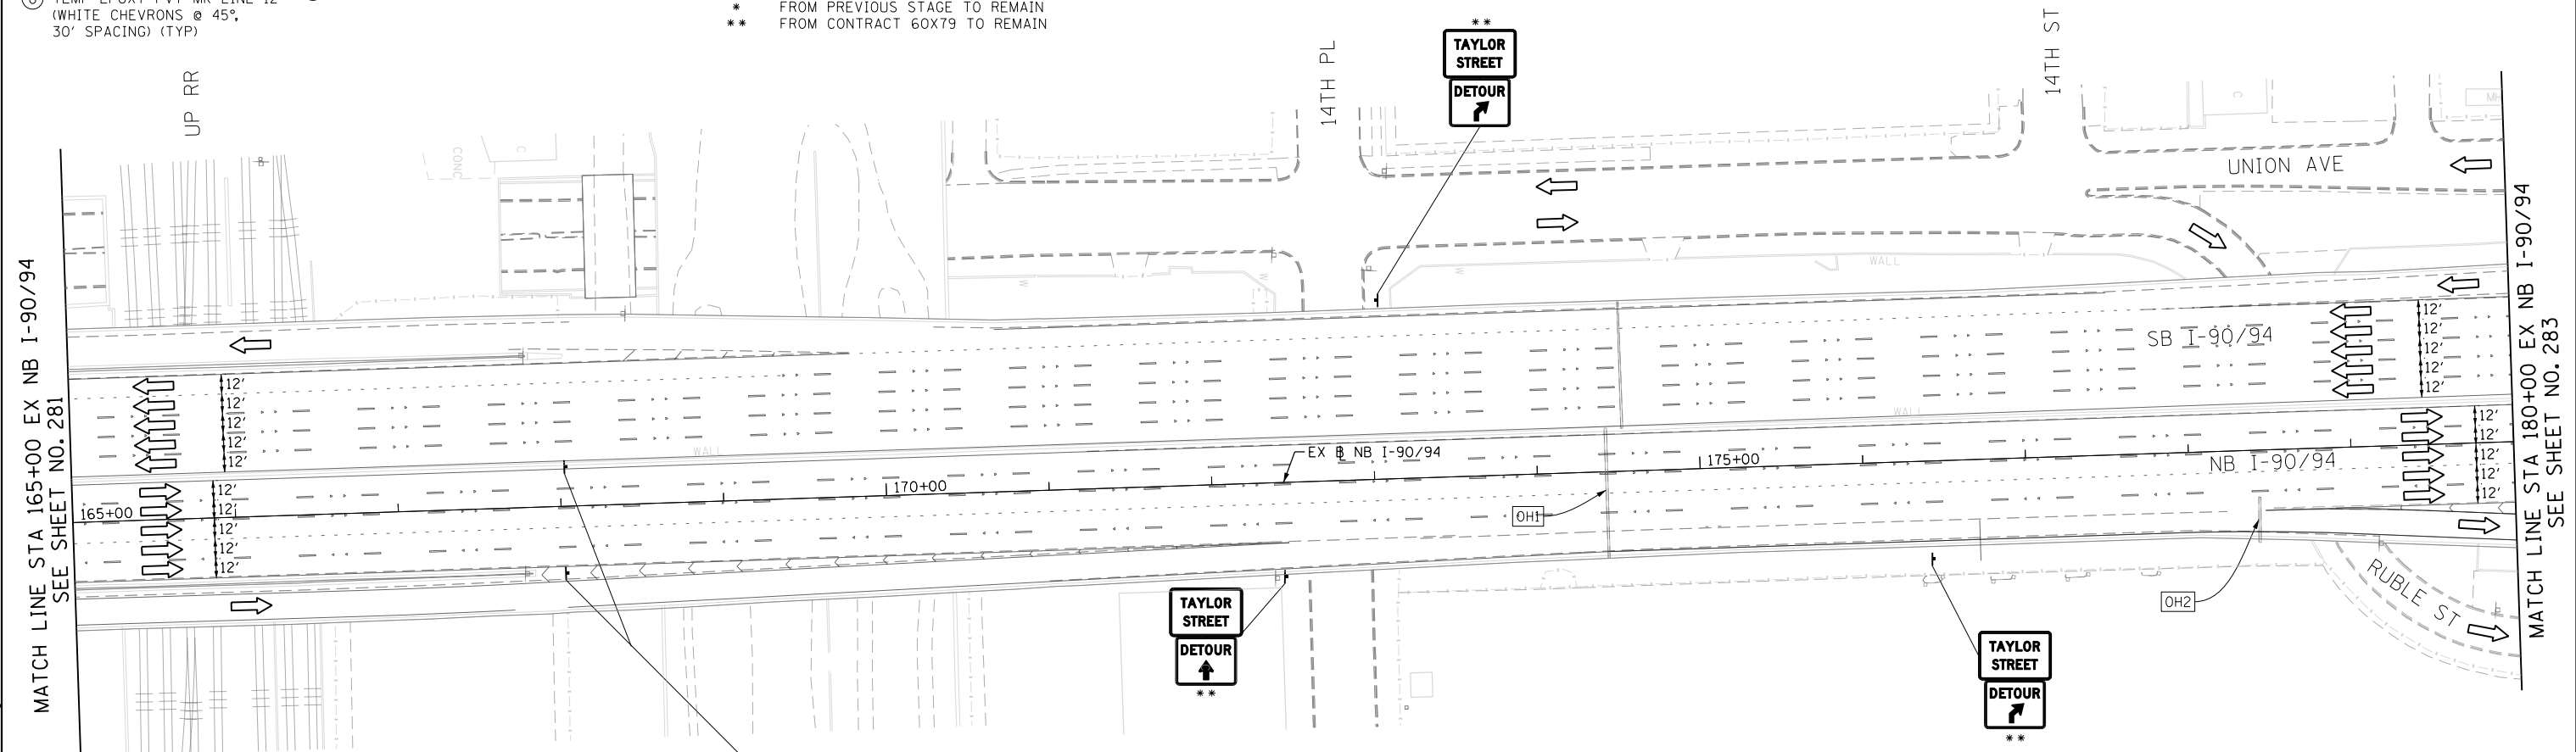 (WHITE CHEVRONS @ 45°,
30' SPACING) (TYP)
* FROM PREVIOUS STAGE TO REMAIN
** FROM CONTRACT 60X79 TO REMAIN
UP RR
14TH PL
14TH ST
**
TAYLOR
STREET
DETOUR
CONC
C
C
MH
UNION AVE
WALL
W
W
W
MATCH LINE STA 165+00 EX NB I-90/94
SEE SHEET NO. 281
MATCH LINE STA 180+00 EX NB I-90/94
SEE SHEET NO. 283
12'
12'
12'
12'
12'
SB I-90/94
12'
12'
12'
12'
12'
WALL
WALL
EX B NB I-90/94
165+00
170+00
175+00
NB I-90/94
12'
12'
12'
12'
12'
12'
12'
12'
12'
12'
OH1
OH2
RUBLE ST
TAYLOR
STREET
DETOUR
**
TAYLOR
STREET
DETOUR
**